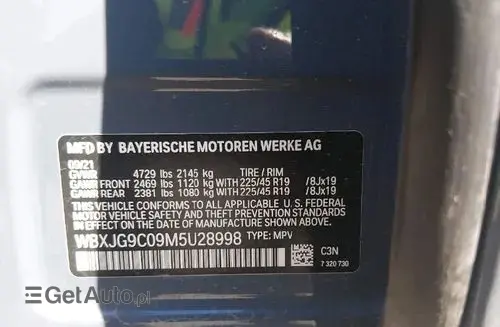 MFD BY BAYERISCHE MOTOREN WERKE AG
09/21
GVWR 4729 lbs 2145 kg TIRE / RIM
GAWR FRONT 2469 lbs 1120 kg WITH 225/45 R19 /8Jx19
GAWR REAR 2381 lbs 1080 kg WITH 225/45 R19 /8Jx19
THIS VEHICLE CONFORMS TO ALL APPLICABLE U.S. FEDERAL
MOTOR VEHICLE SAFETY, BUMPER, AND THEFT PREVENTION STANDARDS
IN EFFECT ON THE DATE OF MANUFACTURE SHOWN ABOVE.
WBXJG9C09M5U28998 TYPE: MPV
C3N
7 320 730
GetAuto.pl